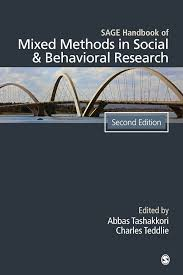 SAGE Handbook of
Mixed Methods in Social
& Behavioral Research
Second Edition
Edited by
Abbas Tashakkori
Charles Teddlie